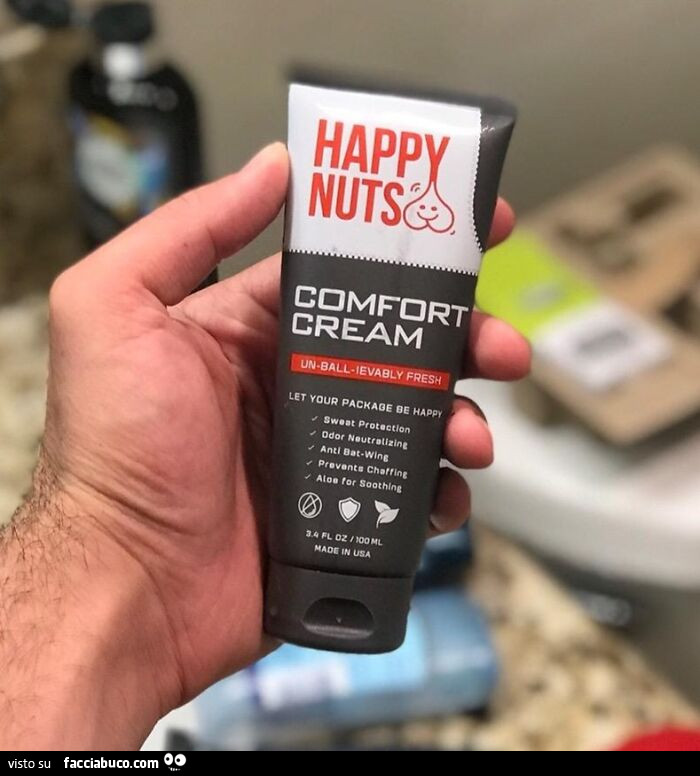 HAPPY
NUTS
COMFORT
CREAM
UN-BALL-IEVABLY FRESH
LET YOUR PACKAGE BE HAPPY
✓ Sweat Protection
✓ Odor Neutralizing
✓ Anti Bat-Wing
✓ Prevents Chaffing
✓ Aloe for Soothing
3.4 FL OZ / 100 ML
MADE IN USA
visto su facciabuco.com